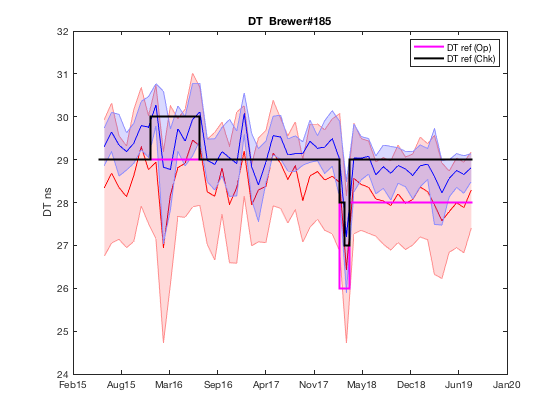 DT Brewer#185
DT ref (Op)
DT ref (Chk)
DT ns
32
31
30
29
28
27
26
25
24
Feb15 Aug15 Mar16 Sep16 Apr17 Nov17 May18 Dec18 Jun19 Jan20